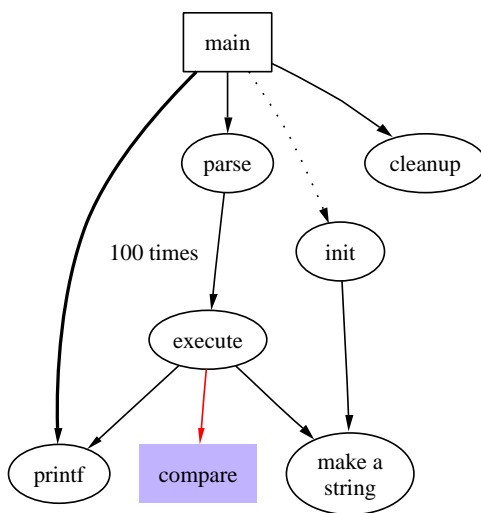 main
parse
cleanup
100 times
init
execute
printf
compare
make a
string